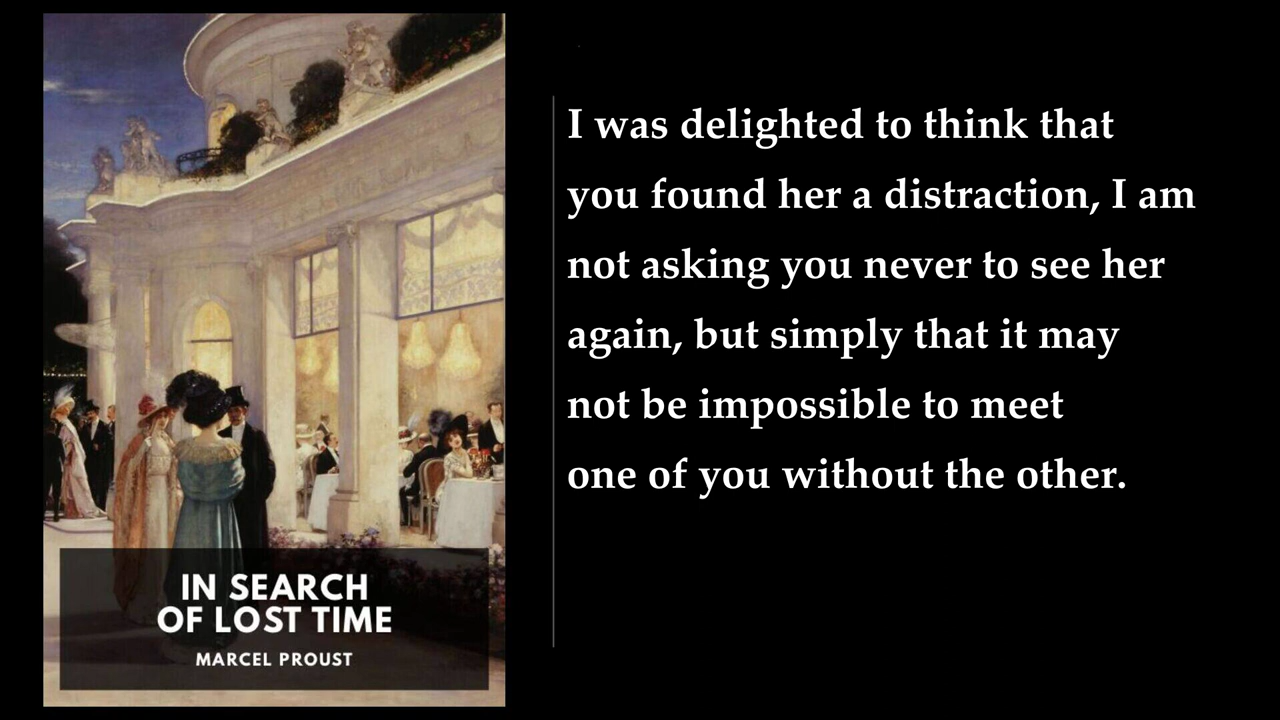 I was delighted to think that
you found her a distraction, I am
not asking you never to see her
again, but simply that it may
not be impossible to meet
one of you without the other.
IN SEARCH
OF LOST TIME
MARCEL PROUST